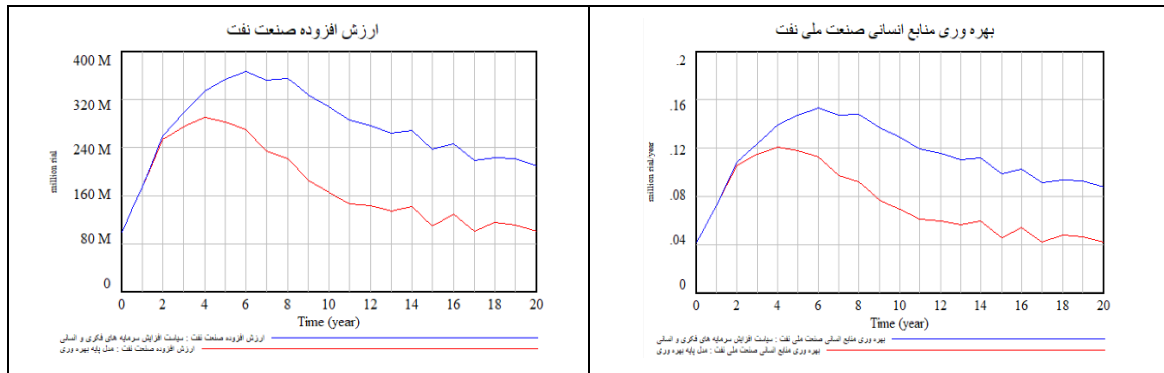 ارزش افزوده صنعت نفت
400 M
320 M
240 M
160 M
80 M
0
million rial
0 2 4 6 8 10 12 14 16 18 20
Time (year)
ارزش افزوده صنعت نفت : سیاست افزایش سرمایه های فکری و انسانی
ارزش افزوده صنعت نفت : مدل پایه بهره وری
بهره وری منابع انسانی صنعت ملی نفت
.2
.16
.12
.08
.04
0
million rial/year
0 2 4 6 8 10 12 14 16 18 20
Time (year)
بهره وری منابع انسانی صنعت ملی نفت : سیاست افزایش سرمایه های فکری و انسانی
بهره وری منابع انسانی صنعت ملی نفت : مدل پایه بهره وری